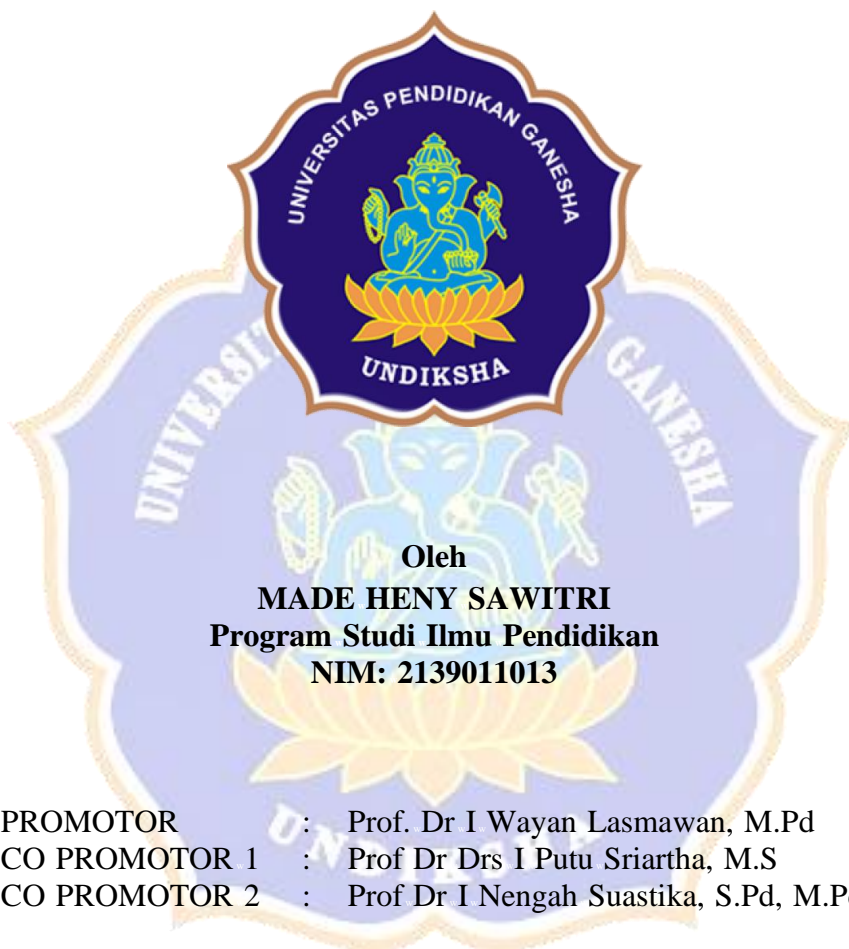 UNIVERSITAS PENDIDIKAN GANESHA
UNDIKSHA
Oleh
MADE HENY SAWITRI
Program Studi Ilmu Pendidikan
NIM: 2139011013
PROMOTOR : Prof. Dr I Wayan Lasmawan, M.Pd
CO PROMOTOR 1 : Prof Dr Drs I Putu Sriartha, M.S
CO PROMOTOR 2 : Prof Dr I Nengah Suastika, S.Pd, M.P
UNDIKSHA